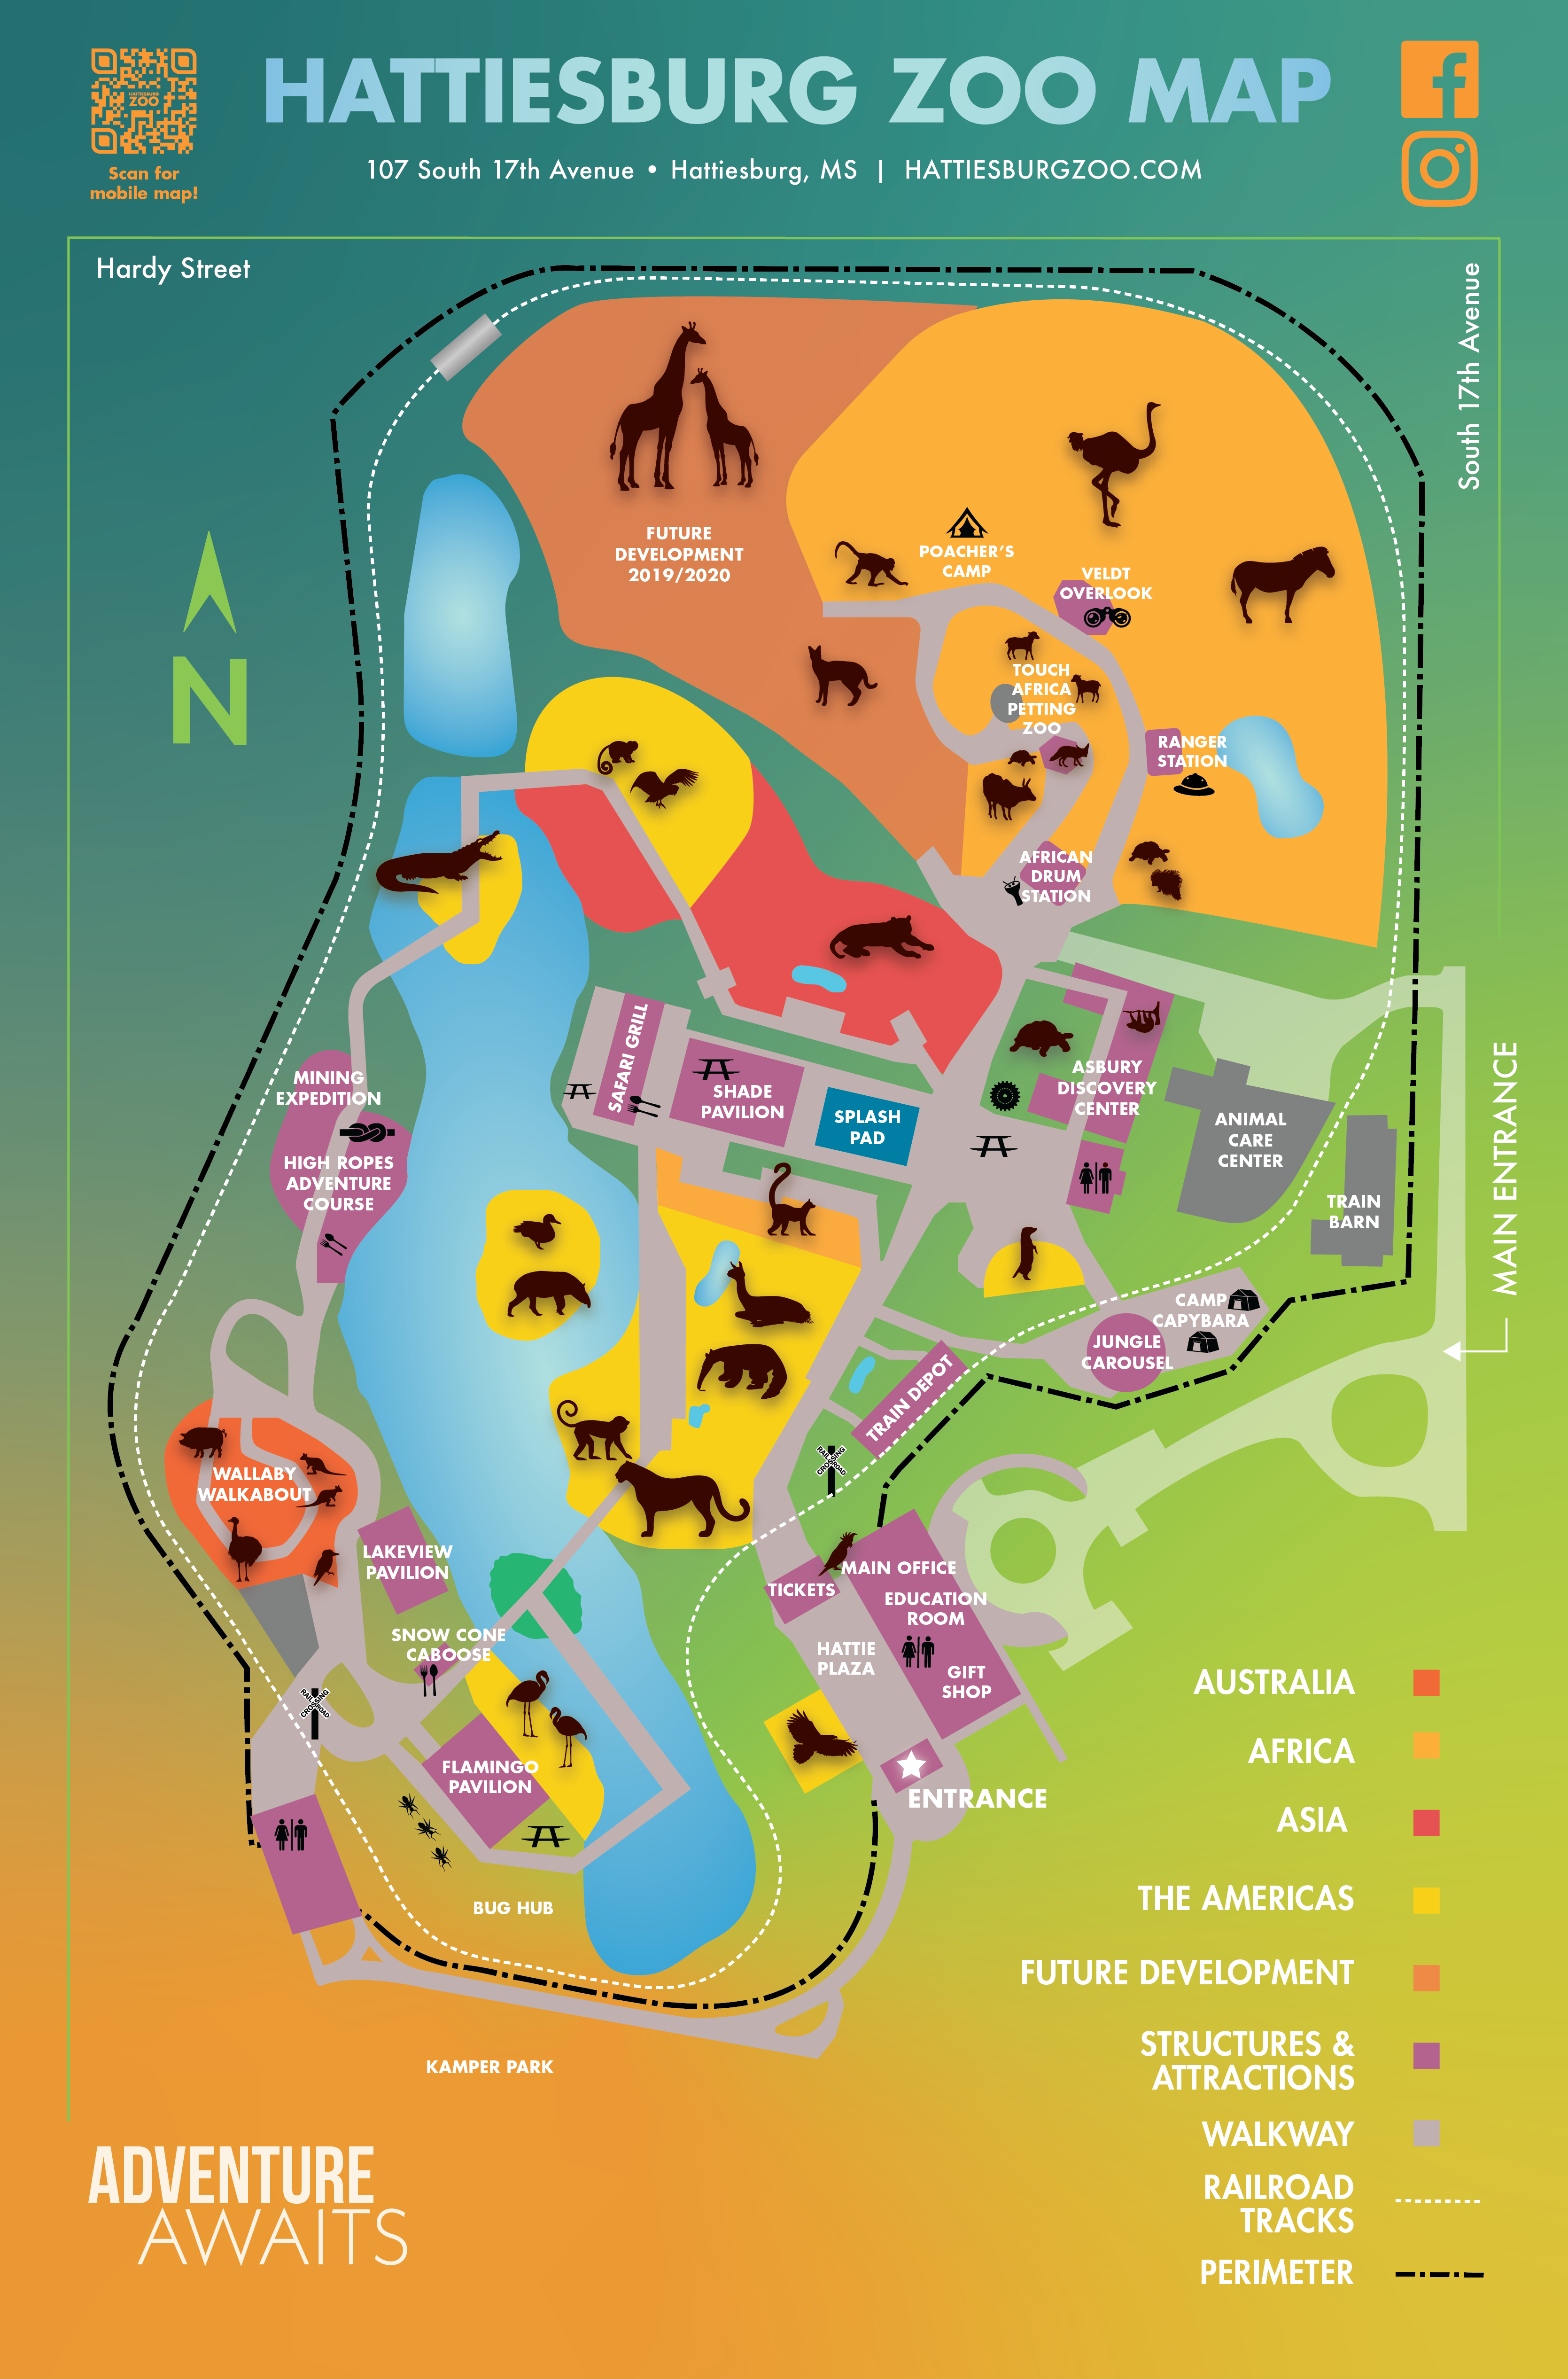 HATTIESBURG ZOO MAP
HATTIESBURG
ZOO
Scan for
mobile map!
107 South 17th Avenue • Hattiesburg, MS | HATTIESBURGZOO.COM
Hardy Street
South 17th Avenue
N
FUTURE
DEVELOPMENT
2019/2020
POACHER'S
CAMP
VELDT
OVERLOOK
TOUCH
AFRICA
PETTING
ZOO
RANGER
STATION
AFRICAN
DRUM
STATION
SAFARI GRILL
SHADE
PAVILION
SPLASH
PAD
ASBURY
DISCOVERY
CENTER
ANIMAL
CARE
CENTER
TRAIN
BARN
MAIN ENTRANCE
MINING
EXPEDITION
HIGH ROPES
ADVENTURE
COURSE
CAMP
CAPYBARA
JUNGLE
CAROUSEL
TRAIN DEPOT
RAILROAD
CROSSING
WALLABY
WALKABOUT
LAKEVIEW
PAVILION
SNOW CONE
CABOOSE
RAILROAD
CROSSING
FLAMINGO
PAVILION
BUG HUB
MAIN OFFICE
TICKETS
EDUCATION
ROOM
HATTIE
PLAZA
GIFT
SHOP
ENTRANCE
KAMPER PARK
AUSTRALIA
AFRICA
ASIA
THE AMERICAS
FUTURE DEVELOPMENT
STRUCTURES &
ATTRACTIONS
WALKWAY
RAILROAD
TRACKS
PERIMETER
ADVENTURE
AWAITS